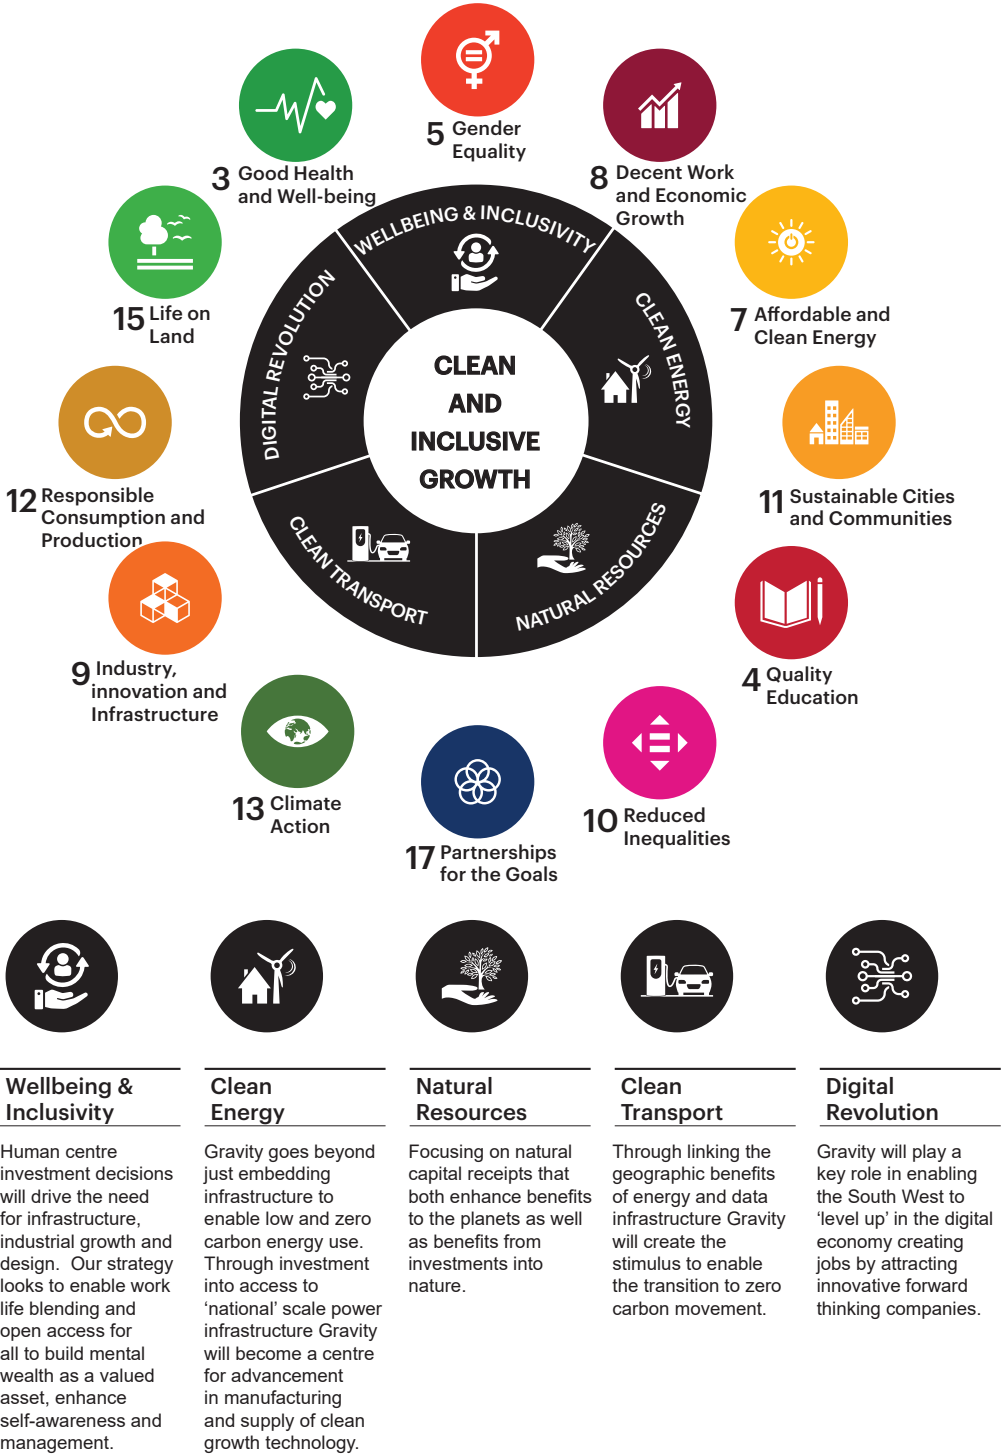 5 Gender
Equality
3 Good Health
and Well-being
8 Decent Work
and Economic
Growth
15 Life on
Land
7 Affordable and
Clean Energy
12 Responsible
Consumption and
Production
11 Sustainable Cities
and Communities
9 Industry,
innovation and
Infrastructure
4 Quality
Education
13 Climate
Action
10 Reduced
Inequalities
17 Partnerships
for the Goals
WELLBEING & INCLUSIVITY
CLEAN ENERGY
NATURAL RESOURCES
CLEAN TRANSPORT
DIGITAL REVOLUTION
CLEAN
AND
INCLUSIVE
GROWTH
Wellbeing &
Inclusivity
Human centre
investment decisions
will drive the need
for infrastructure,
industrial growth and
design.  Our strategy
looks to enable work
life blending and
open access for
all to build mental
wealth as a valued
asset, enhance
self-awareness and
management.
Clean
Energy
Gravity goes beyond
just embedding
infrastructure to
enable low and zero
carbon energy use.
Through investment
into access to
‘national’ scale power
infrastructure Gravity
will become a centre
for advancement
in manufacturing
and supply of clean
growth technology.
Natural
Resources
Focusing on natural
capital receipts that
both enhance benefits
to the planets as well
as benefits from
investments into
nature.
Clean
Transport
Through linking the
geographic benefits
of energy and data
infrastructure Gravity
will create the
stimulus to enable
the transition to zero
carbon movement.
Digital
Revolution
Gravity will play a
key role in enabling
the South West to
‘level up’ in the digital
economy creating
jobs by attracting
innovative forward
thinking companies.